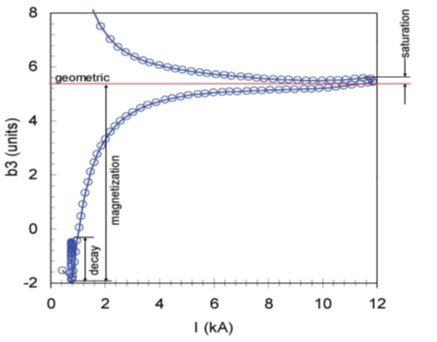 8
6
4
2
0
-2
b3 (units)
geometric
magnetization
decay
saturation
0
2
4
6
8
10
12
I (kA)